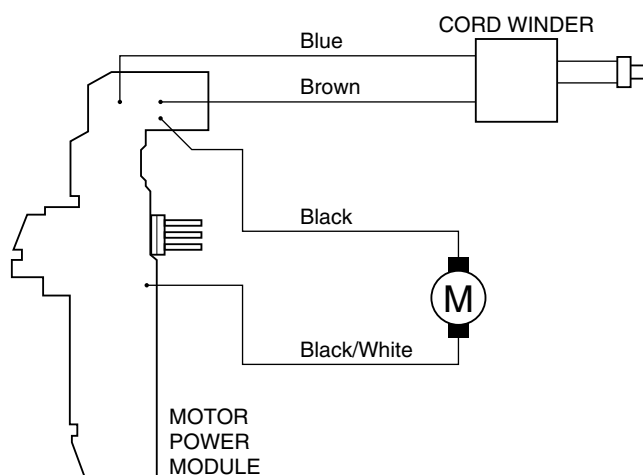 CORD WINDER
Blue
Brown
Black
M
Black/White
MOTOR
POWER
MODULE